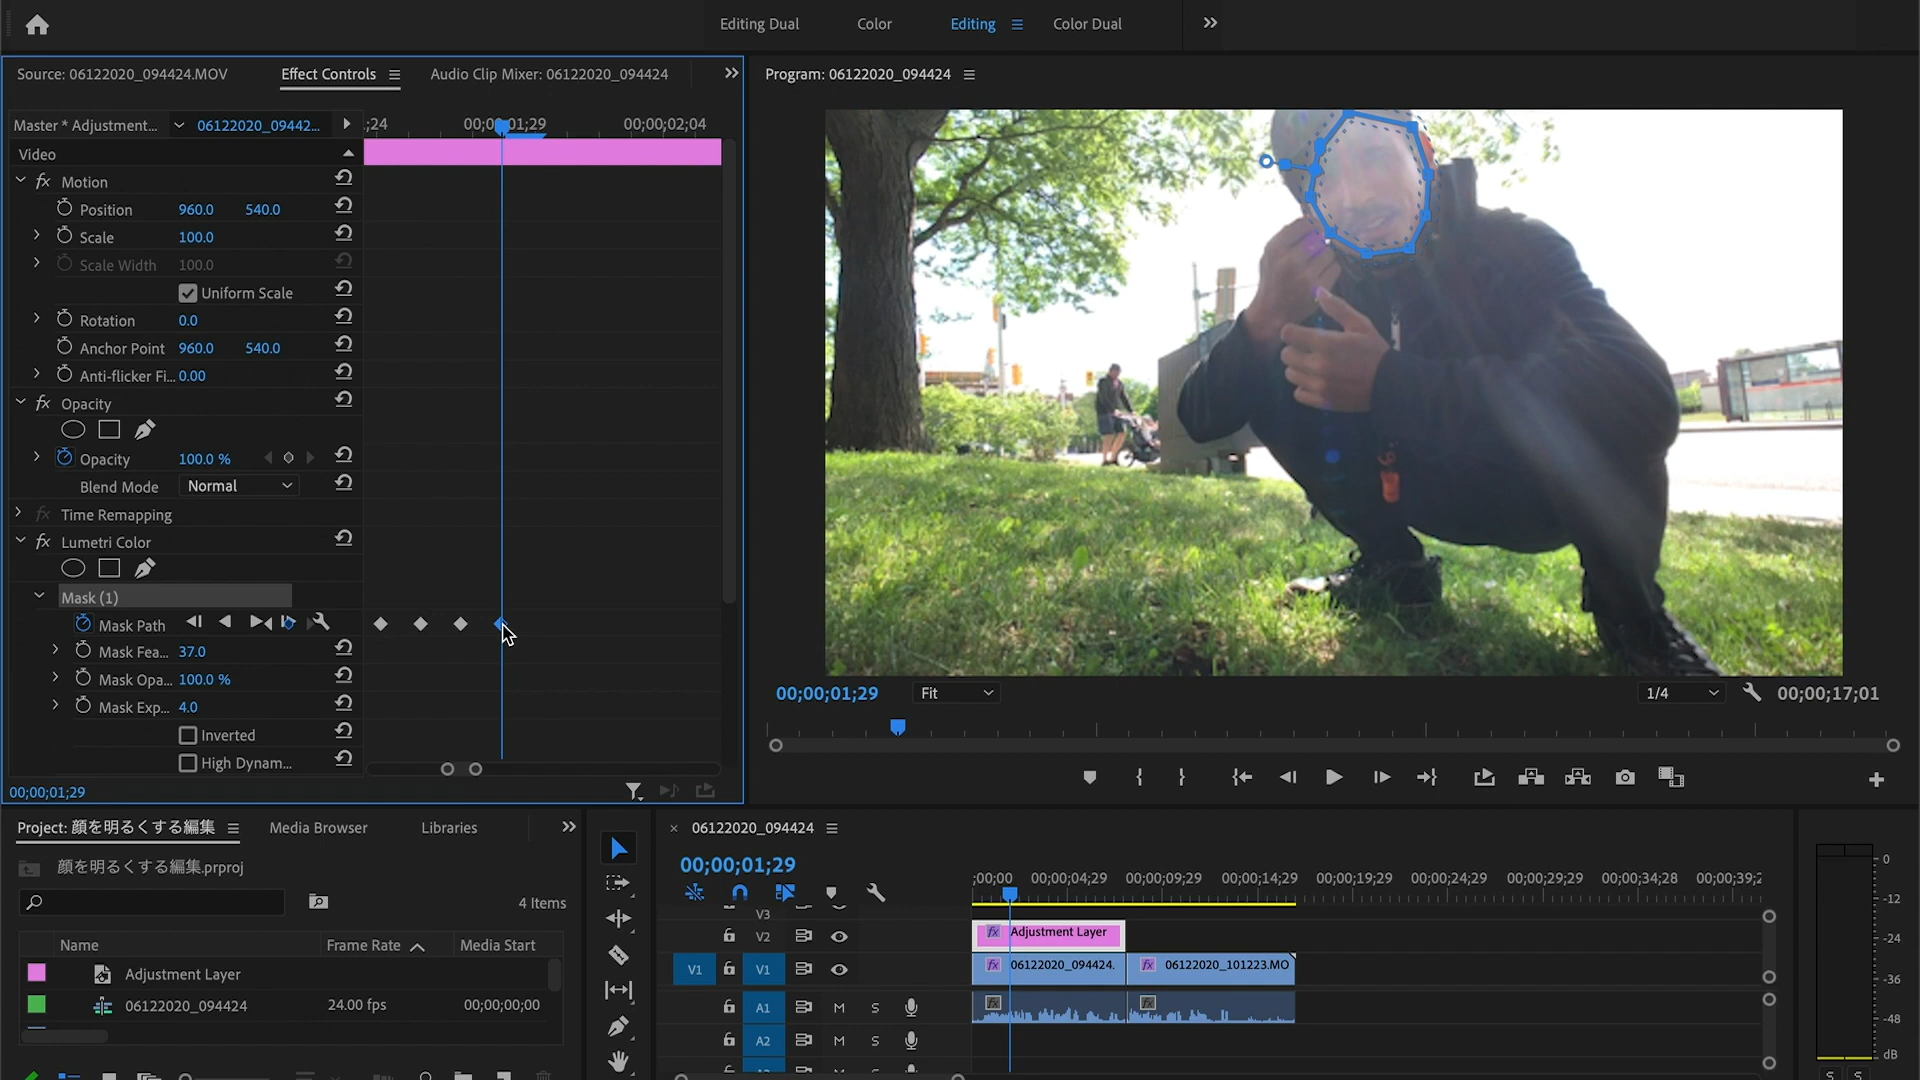 Editing Dual
Color
Editing
Color Dual
Source: 06122020_094424.MOV
Effect Controls
Audio Clip Mixer: 06122020_094424
Program: 06122020_094424
Master * Adjustment...
06122020_09442...
;24
00;00;01;29
00;00;02;04
Video
fx Motion
Position 960.0 540.0
Scale 100.0
Scale Width 100.0
Uniform Scale
Rotation 0.0
Anchor Point 960.0 540.0
Anti-flicker Fi... 0.00
fx Opacity
Opacity 100.0 %
Blend Mode Normal
fx Time Remapping
fx Lumetri Color
Mask (1)
Mask Path
Mask Fea... 37.0
Mask Opa... 100.0 %
Mask Exp... 4.0
Inverted
High Dynam...
00;00;01;29
00;00;01;29
Fit
1/4
00;00;17;01
Project: 顔を明るくする編集
Media Browser
Libraries
顔を明るくする編集.prproj
4 Items
Name
Frame Rate
Media Start
Adjustment Layer
06122020_094424
24.00 fps
00;00;00;00
06122020_094424
00;00;01;29
;00;00
00;00;04;29
00;00;09;29
00;00;14;29
00;00;19;29
00;00;24;29
00;00;29;29
00;00;34;28
00;00;39;2
V3
V2
fx Adjustment Layer
V1
V1
fx 06122020_094424.
fx 06122020_101223.MO
A1 M S
fx
fx
A2 M S
0
-12
-24
-36
-48
dB
S S